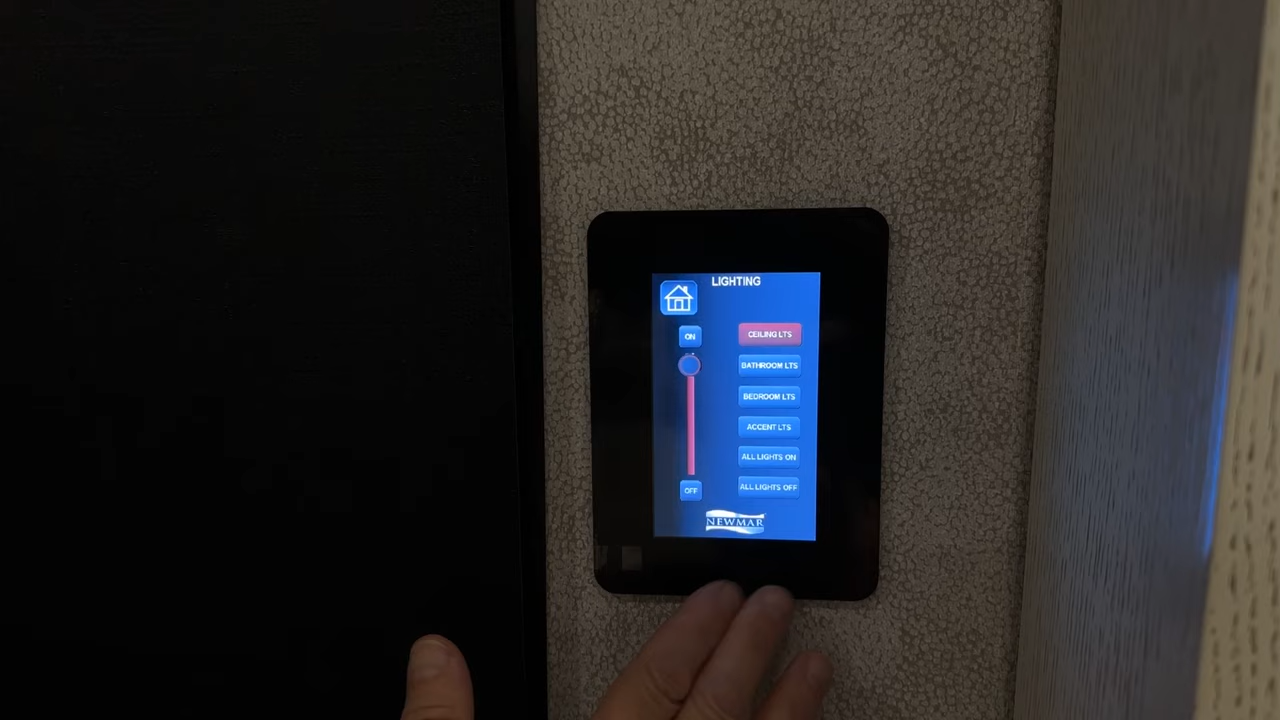 LIGHTING
ON
CEILING LTS
BATHROOM LTS
BEDROOM LTS
ACCENT LTS
ALL LIGHTS ON
OFF
ALL LIGHTS OFF
NEWMAR